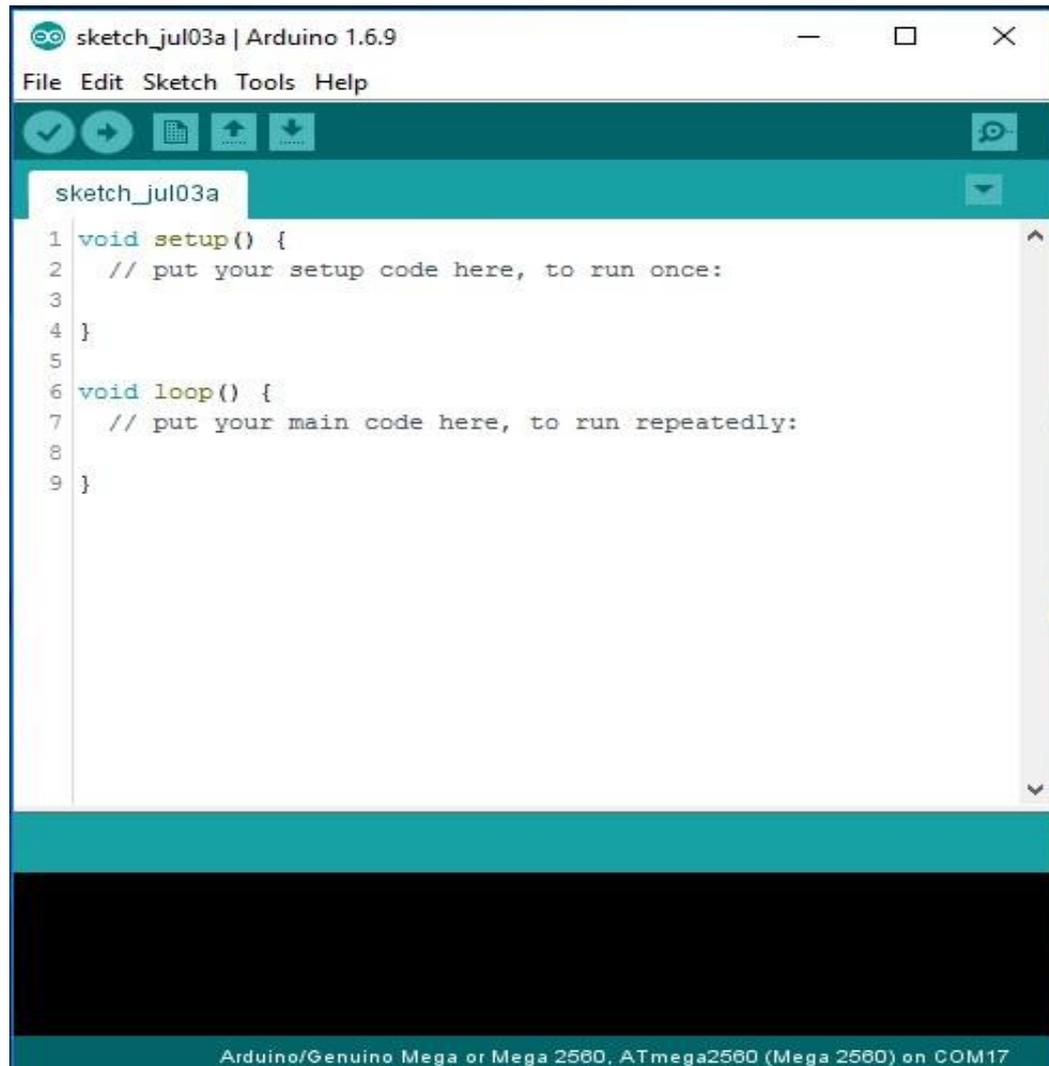 sketch_jul03a | Arduino 1.6.9
File Edit Sketch Tools Help
sketch_jul03a
1 void setup() {
2 // put your setup code here, to run once:
3
4 }
5
6 void loop() {
7 // put your main code here, to run repeatedly:
8
9 }
Arduino/Genuino Mega or Mega 2560, ATmega2560 (Mega 2560) on COM17